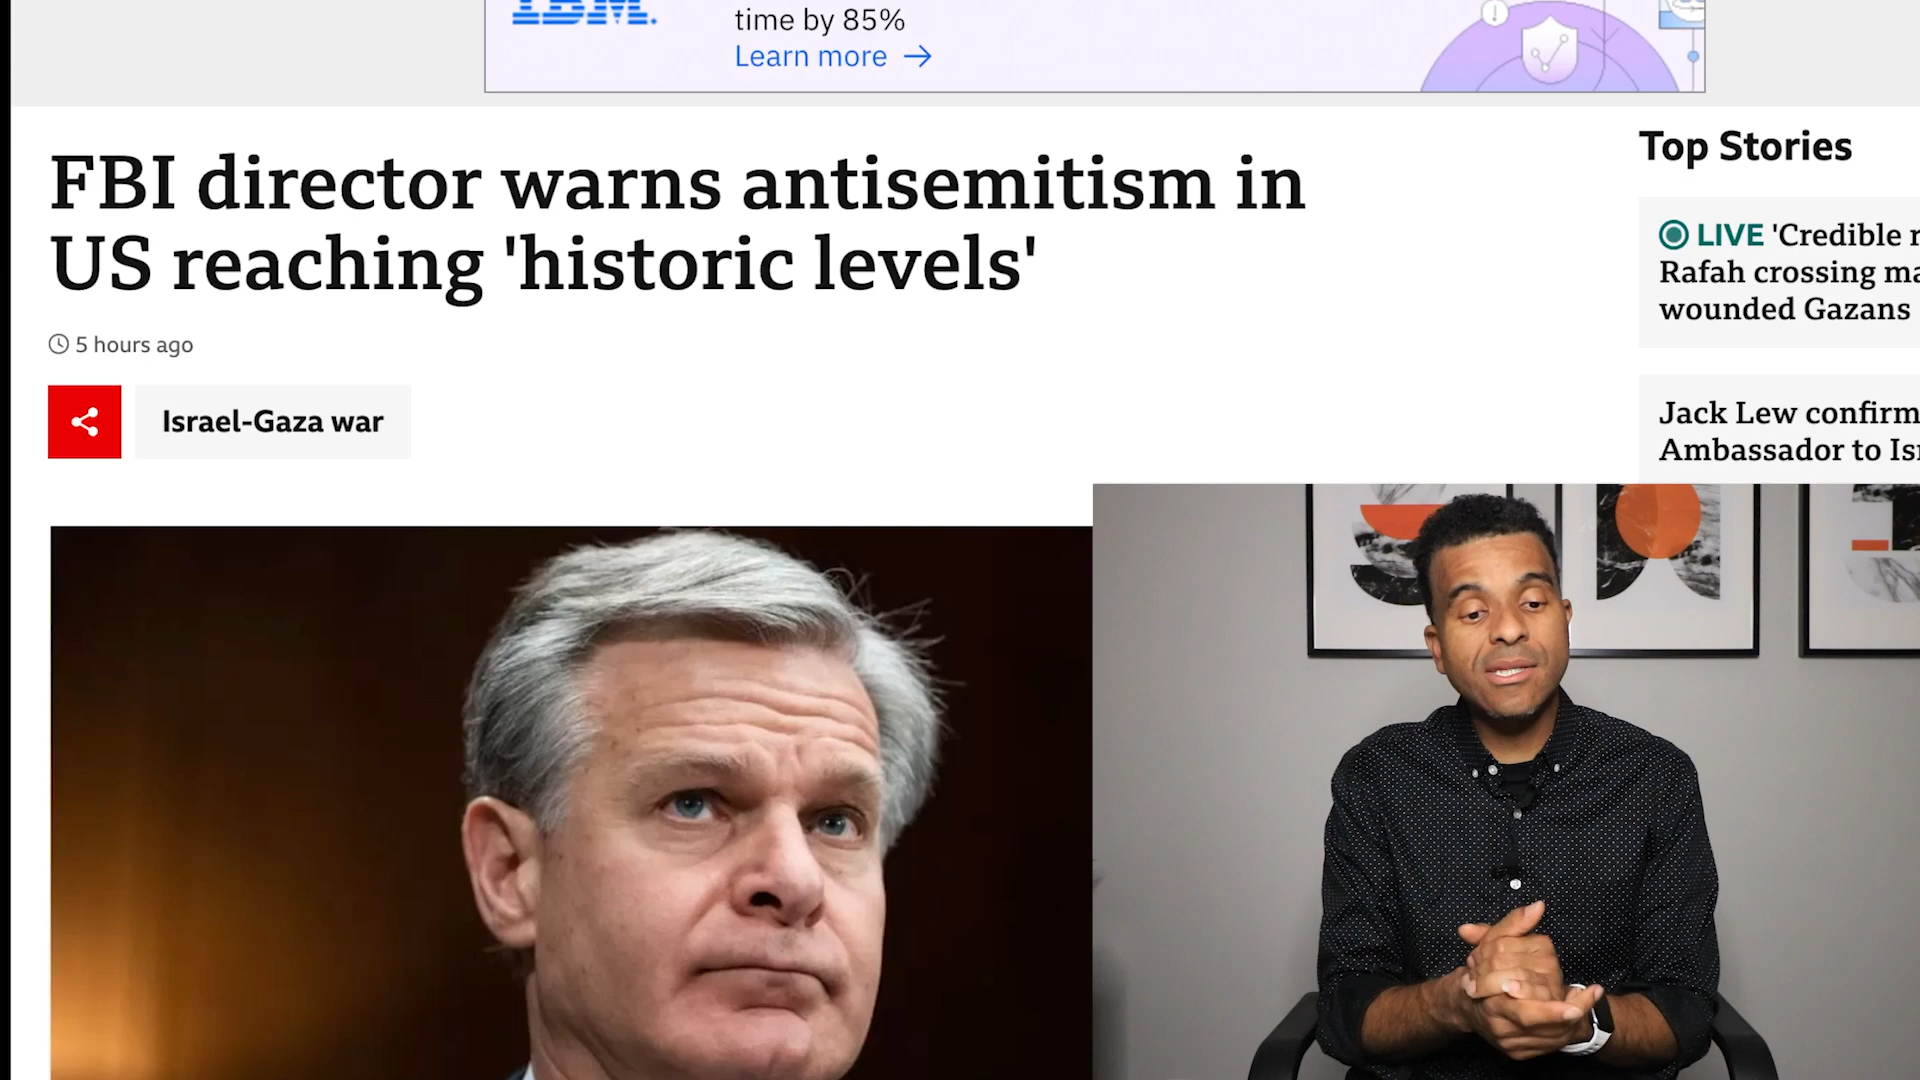 IBM.
time by 85%
Learn more →
FBI director warns antisemitism in
US reaching 'historic levels'
5 hours ago
Israel-Gaza war
Top Stories
LIVE 'Credible
Rafah crossing
wounded Gazans
Jack Lew
Ambassador to